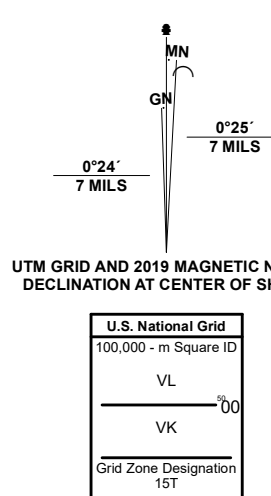 MN
GN
0°25´
7 MILS
0°24´
7 MILS
UTM GRID AND 2019 MAGNETIC N
DECLINATION AT CENTER OF SH
U.S. National Grid
100,000 - m Square ID
VL
50 00
VK
Grid Zone Designation
15T